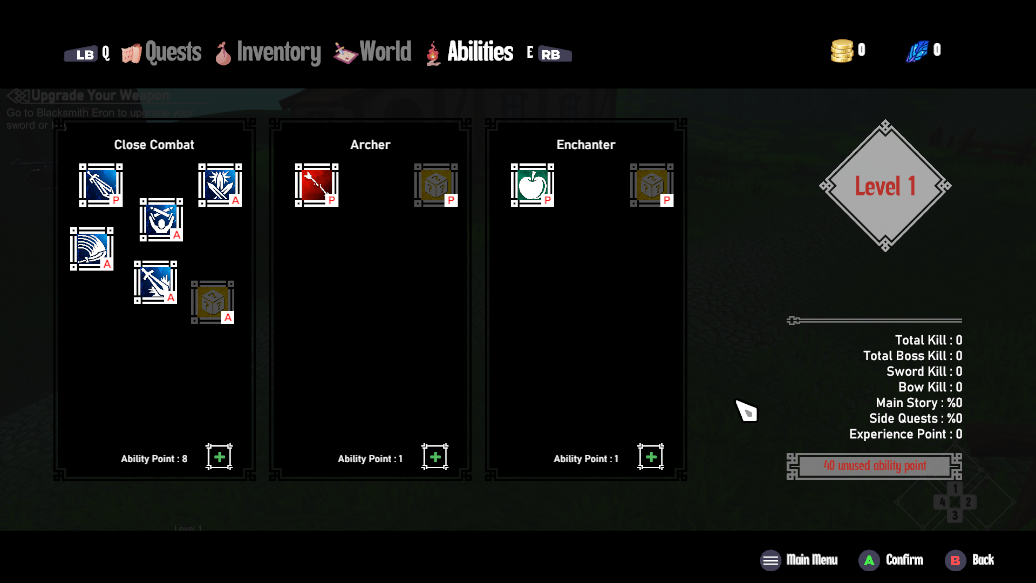 LB Q Quests Inventory World Abilities E RB
0 0
Upgrade Your Weapon
Go to Blacksmith Eron to upgrade your
sword or
Close Combat
P
A
A
A
A
A
Ability Point : 8
Archer
P
P
Ability Point : 1
Enchanter
P
P
Ability Point : 1
Level 1
Total Kill : 0
Total Boss Kill : 0
Sword Kill : 0
Bow Kill : 0
Main Story : %0
Side Quests : %0
Experience Point : 0
40 unused ability point
1
4 2
3
Level 1
Main Menu A Confirm B Back